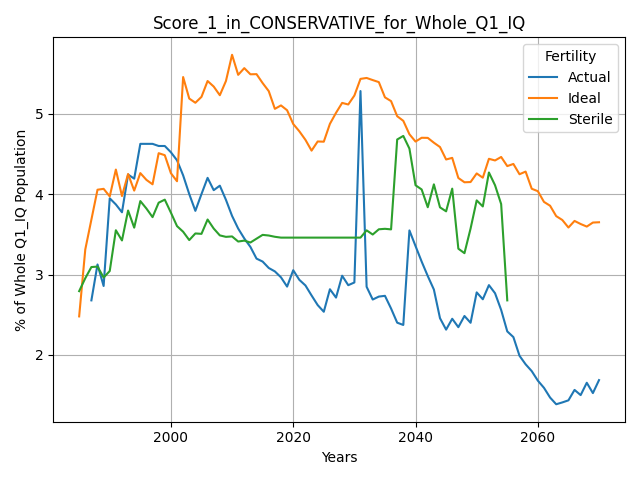 Score_1_in_CONSERVATIVE_for_Whole_Q1_IQ
Fertility
Actual
Ideal
Sterile
% of Whole Q1_IQ Population
5
4
3
2
2000
2020
2040
2060
Years